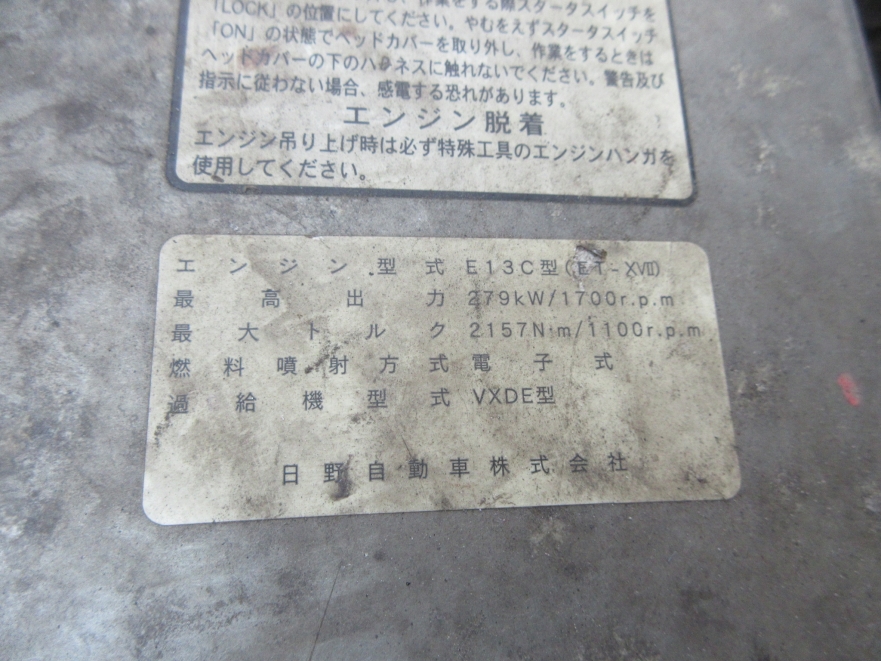 「LOCK」の位置にしてください。やむをえずスタータスイッチ
「ON」の状態でヘッドカバーを取り外し、作業をするときは
ヘッドカバーの下のハーネスに触れないでください。警告及び
指示に従わない場合、感電する恐れがあります。
エンジン脱着
エンジン吊り上げ時は必ず特殊工具のエンジンハンガを
使用してください。
エンジン型式 E13C型(ET-XVII)
最高出力 279kW/1700r.p.m
最大トルク 2157N·m/1100r.p.m
燃料噴射方式 電子式
過給機型式 VXDE型
日野自動車株式会社